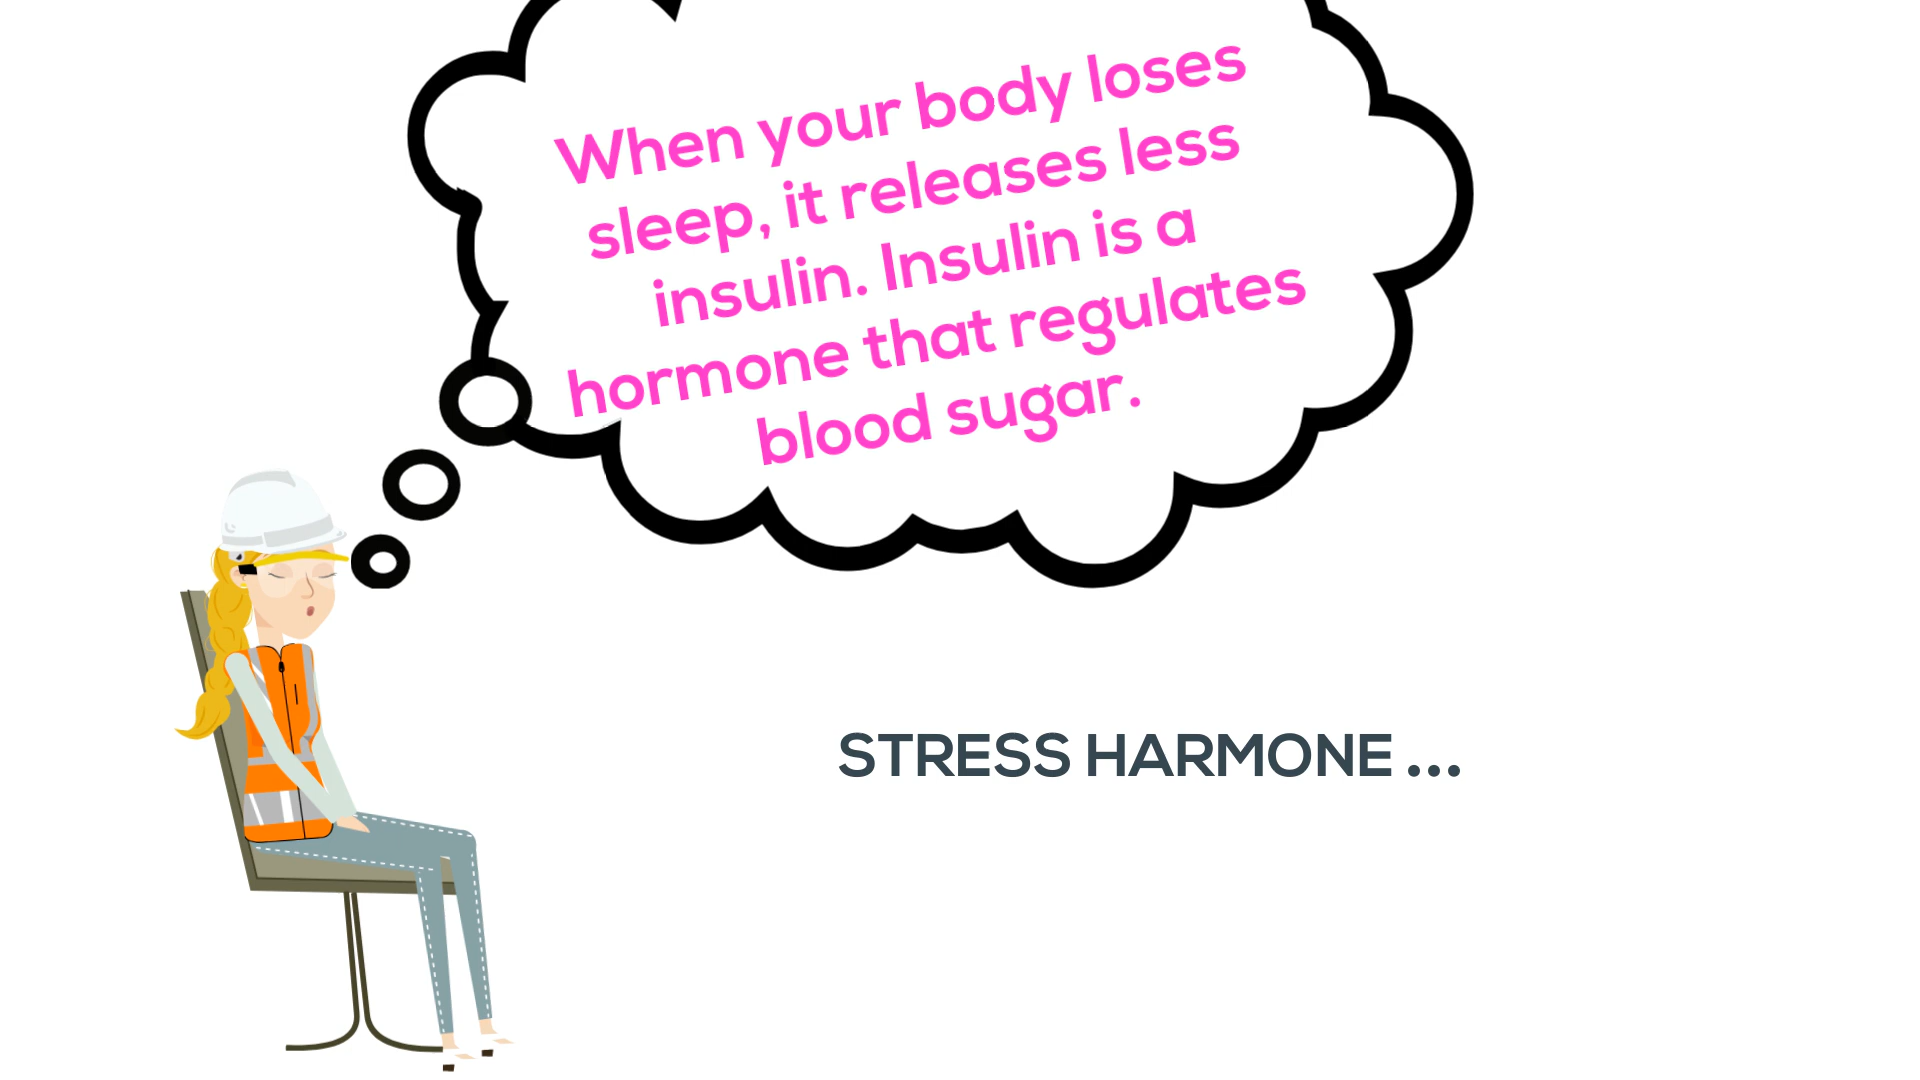 When your body loses
sleep, it releases less
insulin. Insulin is a
hormone that regulates
blood sugar.
STRESS HARMONE ...